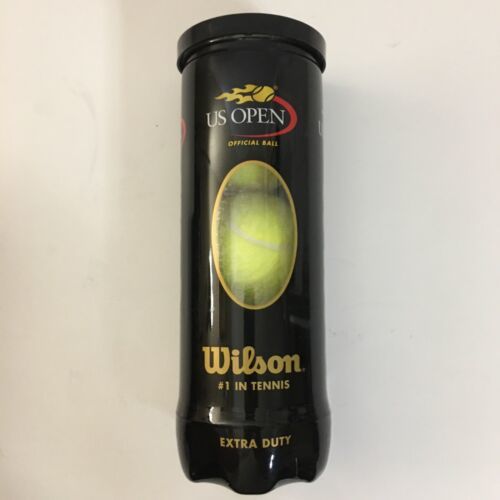 US OPEN
OFFICIAL BALL
Wilson
#1 IN TENNIS
EXTRA DUTY